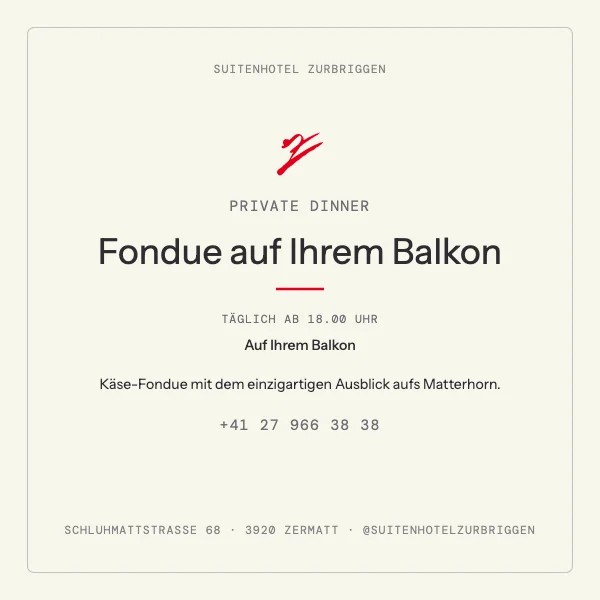 SUITENHOTEL ZURBRIGGEN
PRIVATE DINNER
Fondue auf Ihrem Balkon
TÄGLICH AB 18.00 UHR
Auf Ihrem Balkon
Käse-Fondue mit dem einzigartigen Ausblick aufs Matterhorn.
+41 27 966 38 38
SCHLUHMATTSTRASSE 68 · 3920 ZERMATT · @SUITENHOTELZURBRIGGEN